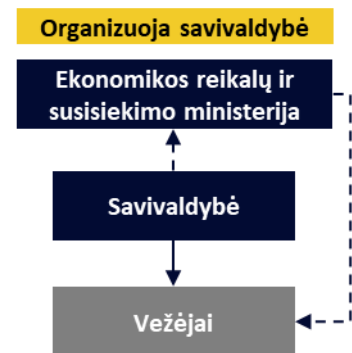 Organizuoja savivaldybė
Ekonomikos reikalų ir
susisiekimo ministerija
Savivaldybė
Vežėjai